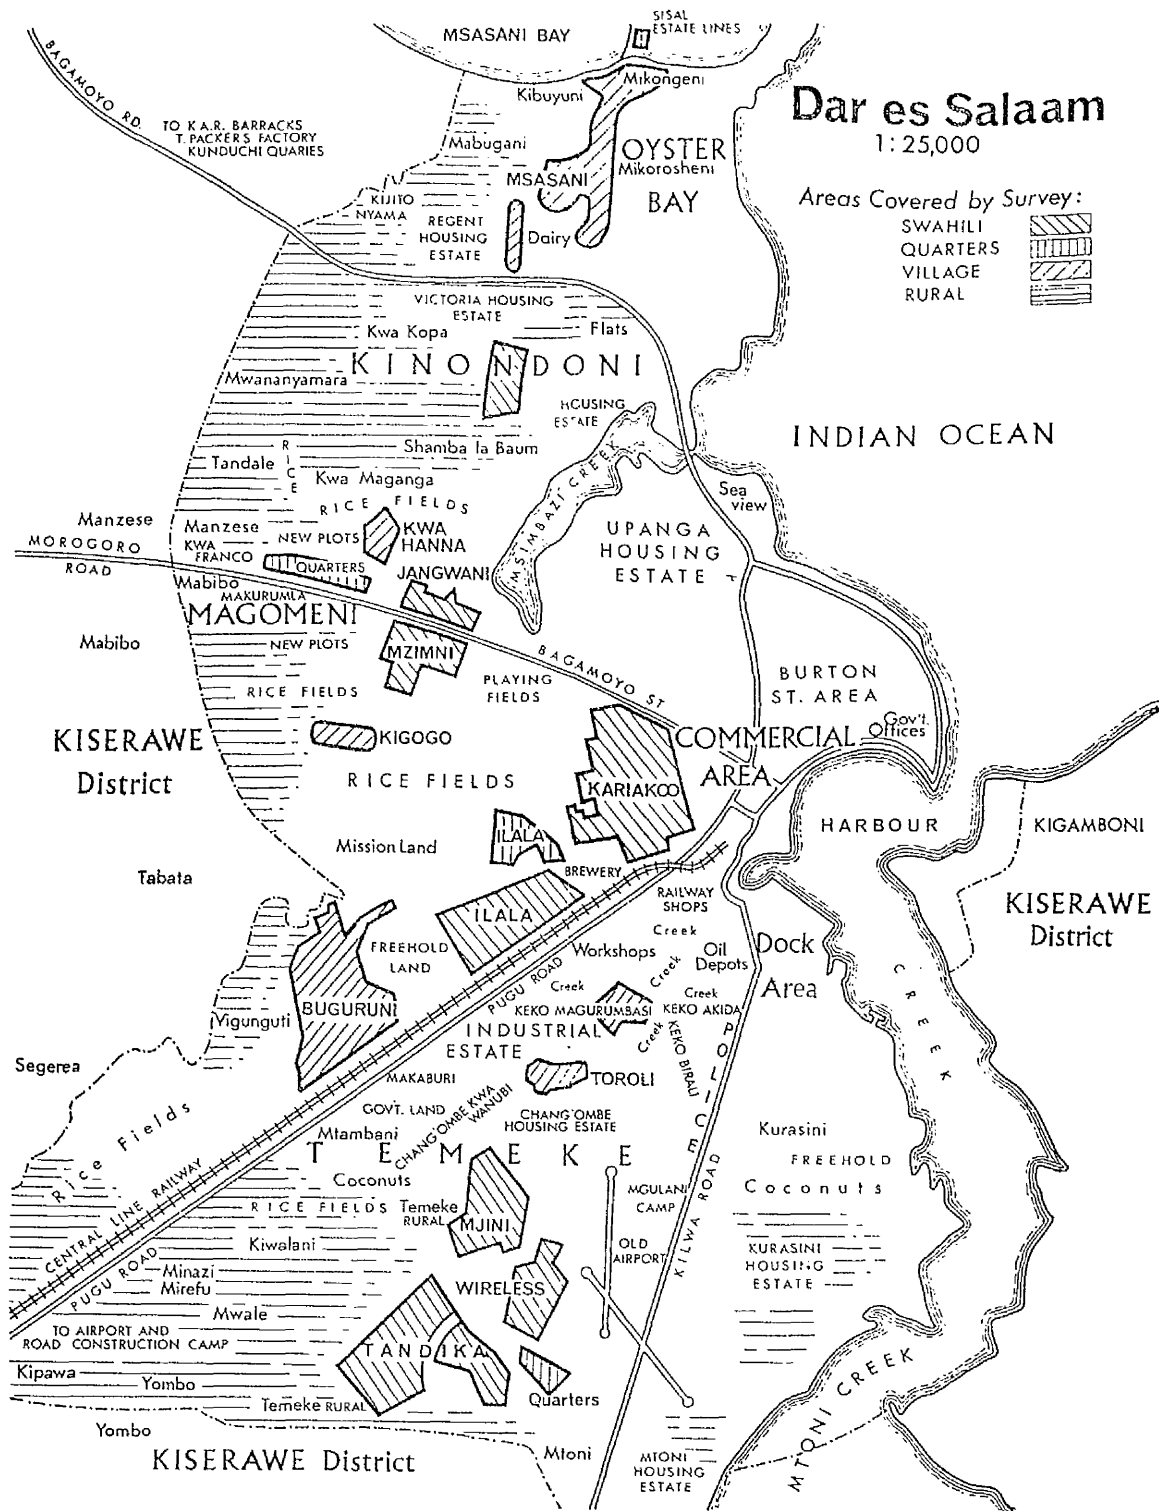 SISAL
ESTATE LINES
MSASANI BAY
BAGAMOYO RD.
Kibuyuni
Mikongeni
Dar es Salaam
1:25,000
TO K.A.R. BARRACKS
T. PACKERS FACTORY
KUNDUCHI QUARIES
Mabugani
OYSTER
Mikorosheni
BAY
MSASANI
KIJITO
NYAMA
REGENT
HOUSING
ESTATE
Dairy
Areas Covered by Survey:
SWAHILI
QUARTERS
VILLAGE
RURAL
VICTORIA HOUSING
ESTATE
Kwa Kopa
Flats
KINONDONI
Mwananyamara
HOUSING
ESTATE
INDIAN OCEAN
Shamba la Baum
Tandale
RICE
Kwa Maganga
RICE FIELDS
MSIMBAZI CREEK
Sea
view
UPANGA
HOUSING
ESTATE
Manzese
Manzese
KWA
FRANCO
NEW PLOTS
KWA
HANNA
MOROGORO
ROAD
QUARTERS
JANGWANI
Mabibo
MAKURUMLA
MAGOMENI
Mabibo
NEW PLOTS
MZIMNI
BAGAMOYO ST
PLAYING
FIELDS
RICE FIELDS
BURTON
ST. AREA
Gov't.
Offices
KISERAWE
District
KIGOGO
COMMERCIAL
AREA
RICE FIELDS
KARIAKOO
HARBOUR
KIGAMBONI
ILALA
Mission Land
BREWERY
Tabata
RAILWAY
SHOPS
ILALA
KISERAWE
District
FREEHOLD
LAND
Workshops
Creek
Oil
Depots
Dock
Area
CREEK
PUGU ROAD
Creek
Creek
Creek
BUGURUNI
Vigunguti
KEKO MAGURUMBASI
KEKO AKIDA
INDUSTRIAL
ESTATE
Creek
KEKO BIRALI
POLICE
Segerea
MAKABURI
TOROLI
GOVT. LAND
CHANG'OMBE KWA
WANUBI
CHANG'OMBE
HOUSING ESTATE
Rice Fields
Mtambani
TEMEKE
Kurasini
FREEHOLD
Coconuts
Coconuts
CENTRAL LINE RAILWAY
RICE FIELDS
Temeke
RURAL
MJINI
MGULANI
CAMP
KILWA ROAD
Kiwalani
OLD
AIRPORT
KURASINI
HOUSING
ESTATE
PUGU ROAD
Minazi
Mirefu
WIRELESS
Mwale
TO AIRPORT AND
ROAD CONSTRUCTION CAMP
TANDIKA
Kipawa
Yombo
Quarters
Temeke RURAL
MTONI CREEK
Yombo
KISERAWE District
Mtoni
MTONI
HOUSING
ESTATE